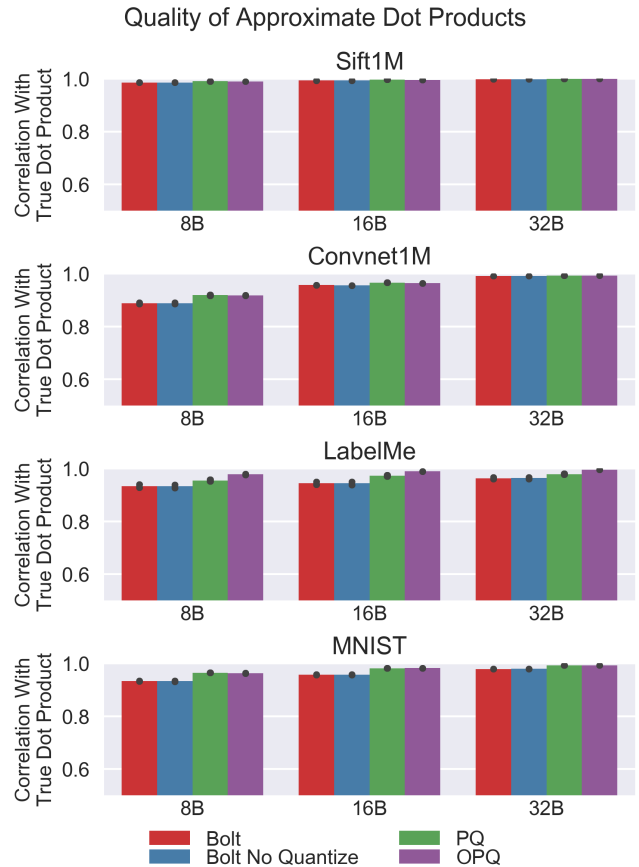 Quality of Approximate Dot Products
Sift1M
Correlation With
True Dot Product
1.0
0.8
0.6
8B
16B
32B
Convnet1M
Correlation With
True Dot Product
1.0
0.8
0.6
8B
16B
32B
LabelMe
Correlation With
True Dot Product
1.0
0.8
0.6
8B
16B
32B
MNIST
Correlation With
True Dot Product
1.0
0.8
0.6
8B
16B
32B
Bolt
Bolt No Quantize
PQ
OPQ